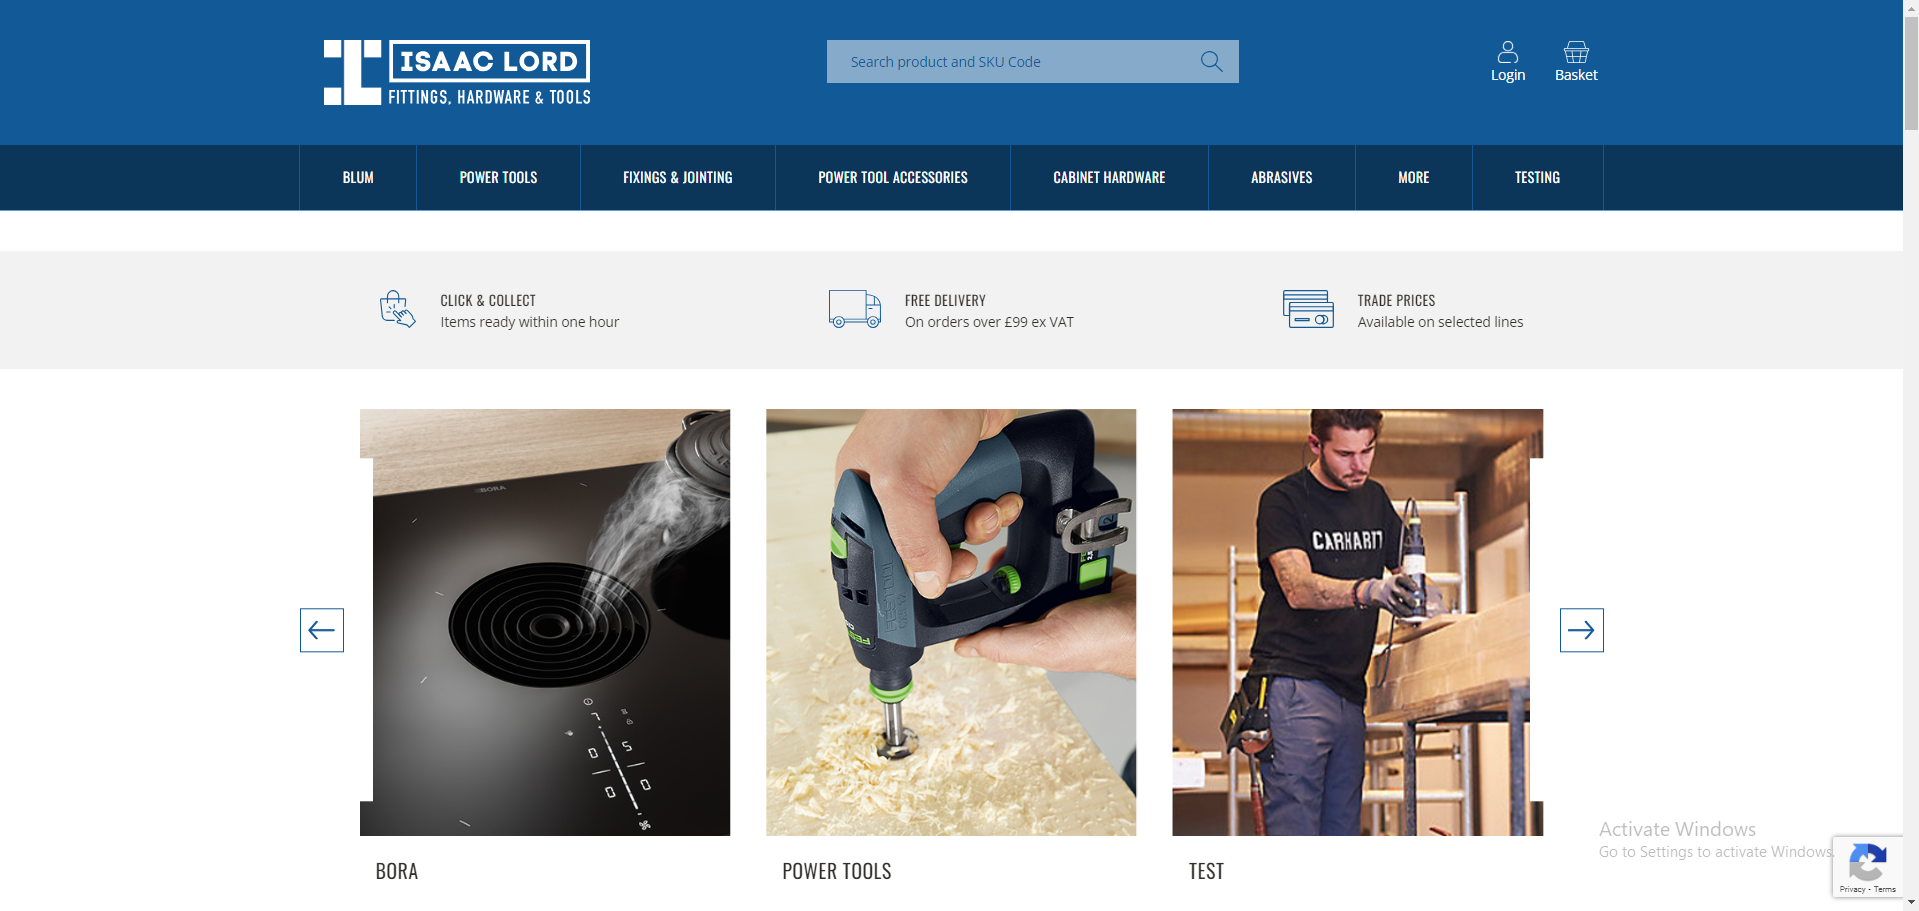 ISAAC LORD
FITTINGS, HARDWARE & TOOLS
Search product and SKU Code
Login
Basket
BLUM
POWER TOOLS
FIXINGS & JOINTING
POWER TOOL ACCESSORIES
CABINET HARDWARE
ABRASIVES
MORE
TESTING
CLICK & COLLECT
Items ready within one hour
FREE DELIVERY
On orders over £99 ex VAT
TRADE PRICES
Available on selected lines
BORA
FESTOOL
CARHARTT
BORA
POWER TOOLS
TEST
Activate Windows
Go to Settings to activate Windows.
Privacy - Terms